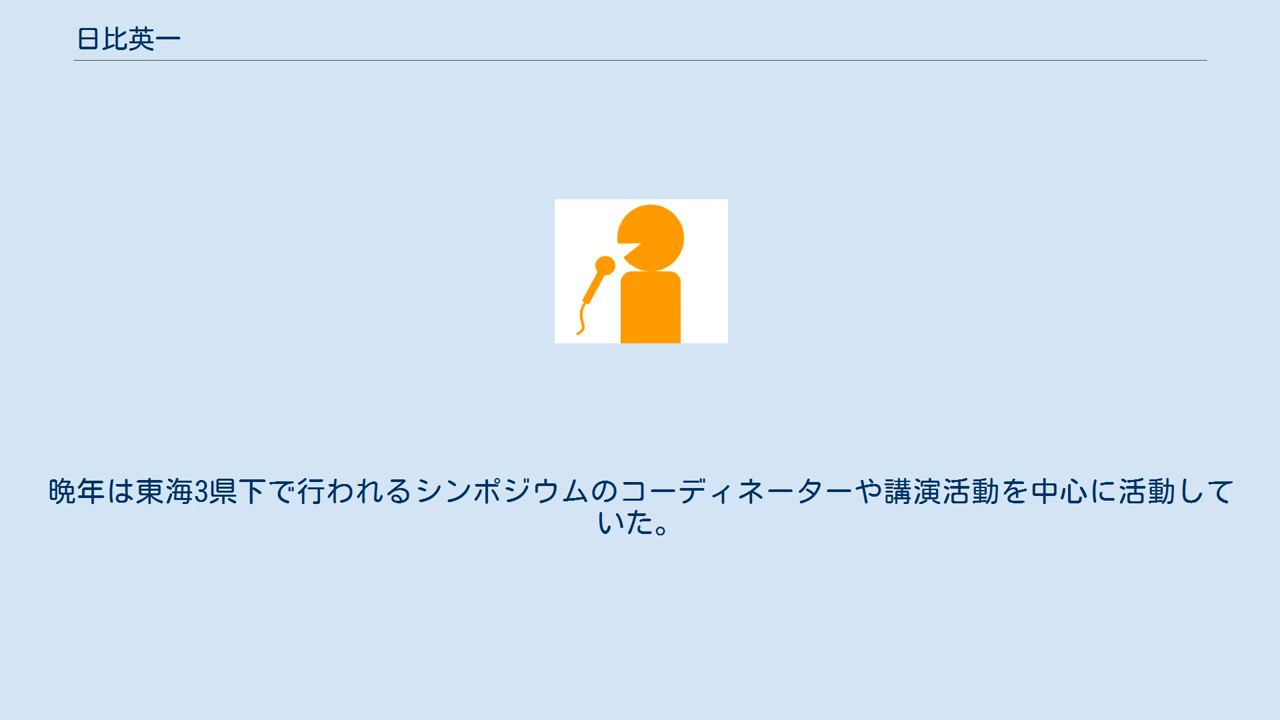 日比英一
晩年は東海3県下で行われるシンポジウムのコーディネーターや講演活動を中心に活動して
いた。